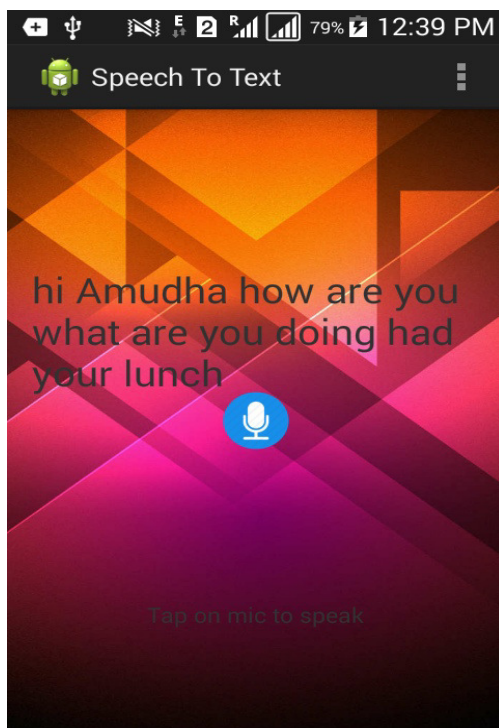 E 2 R 79% 12:39 PM
Speech To Text
hi Amudha how are you
what are you doing had
your lunch
Tap on mic to speak